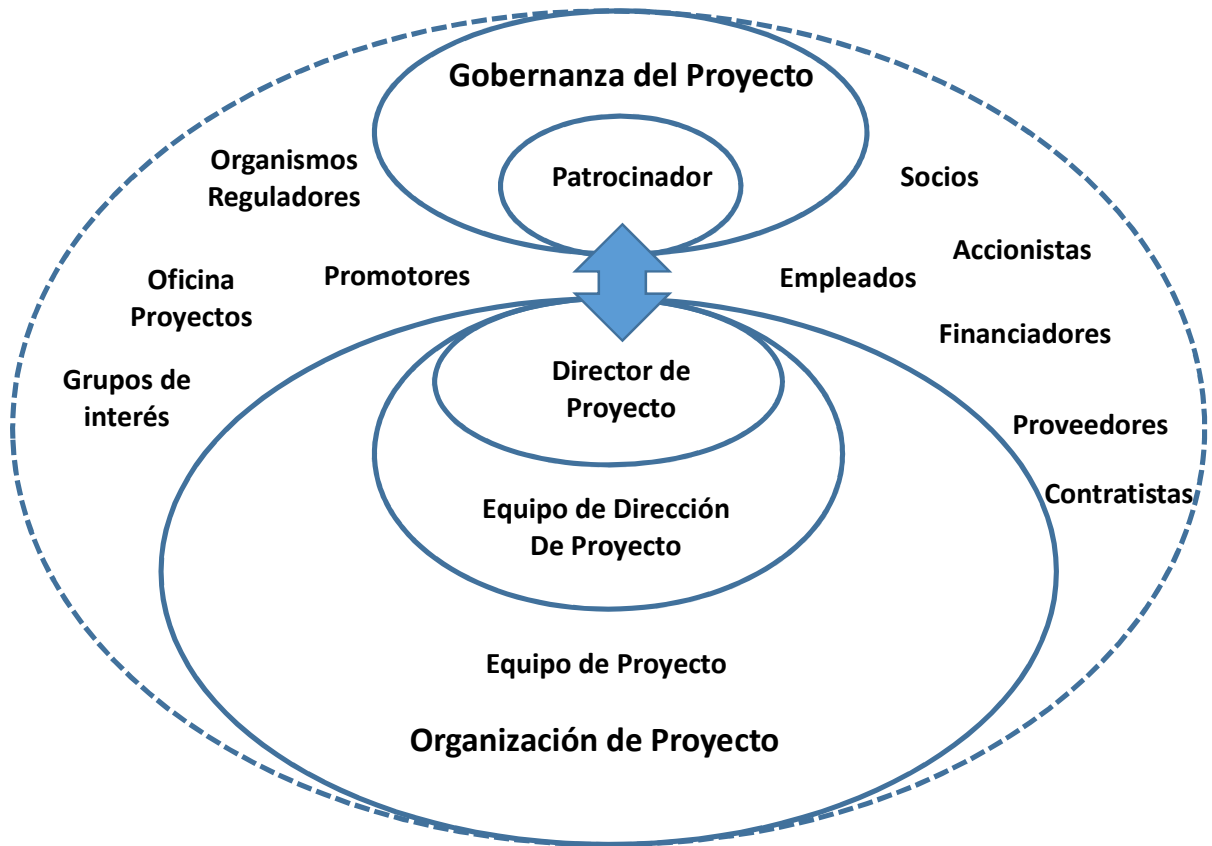 Gobernanza del Proyecto
Organismos
Reguladores
Patrocinador
Socios
Oficina
Proyectos
Promotores
Empleados
Accionistas
Financiadores
Grupos de
interés
Director de
Proyecto
Proveedores
Contratistas
Equipo de Dirección
De Proyecto
Equipo de Proyecto
Organización de Proyecto